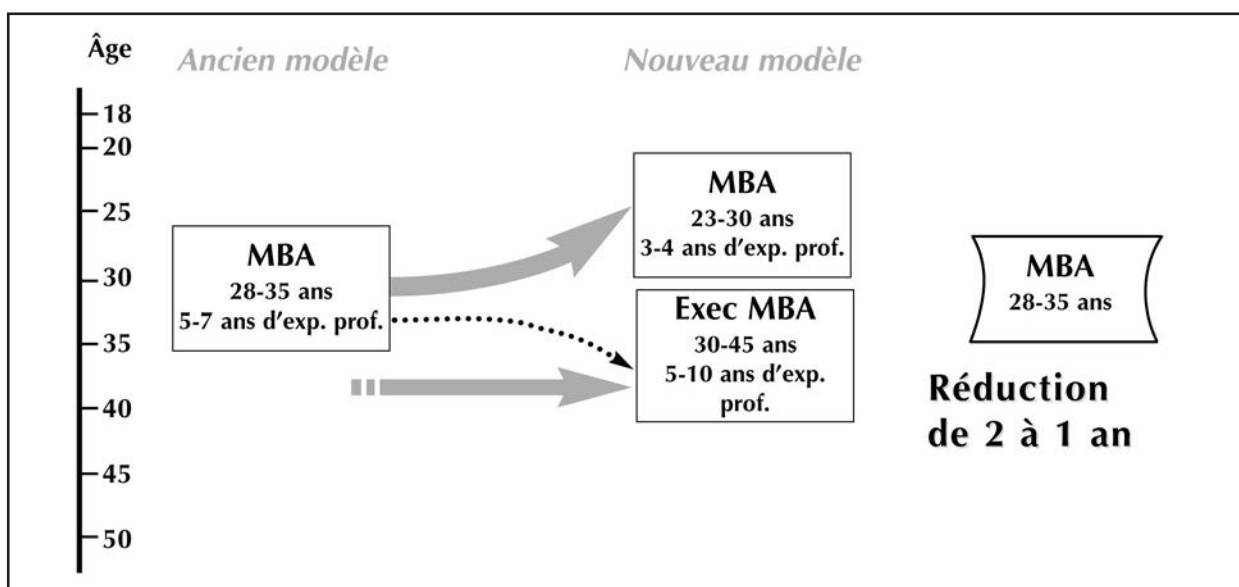 Âge
Ancien modèle
Nouveau modèle
18
20
25
30
35
40
45
50
MBA
28-35 ans
5-7 ans d'exp. prof.
MBA
23-30 ans
3-4 ans d'exp. prof.
Exec MBA
30-45 ans
5-10 ans d'exp.
prof.
MBA
28-35 ans
Réduction
de 2 à 1 an